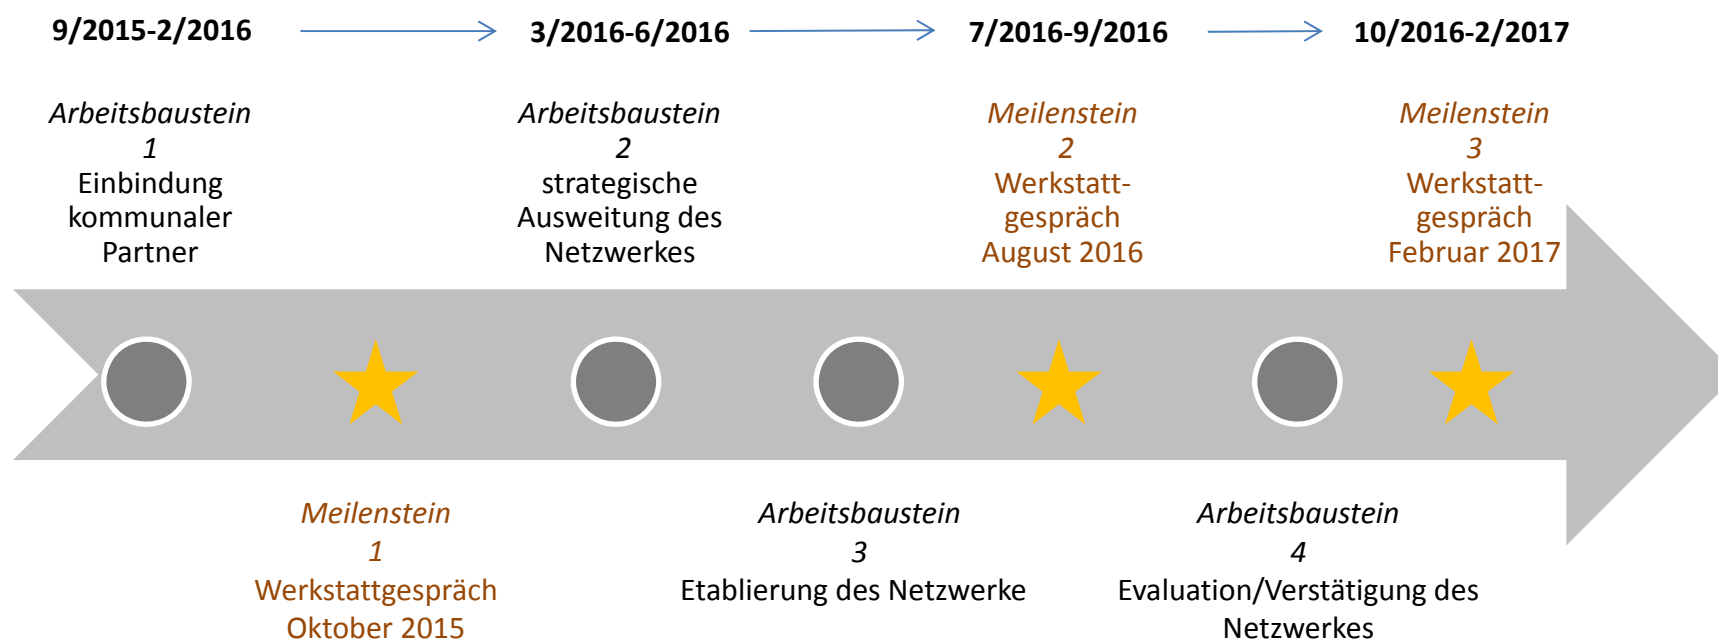 9/2015-2/2016
3/2016-6/2016
7/2016-9/2016
10/2016-2/2017
Arbeitsbaustein
1
Einbindung
kommunaler
Partner
Arbeitsbaustein
2
strategische
Ausweitung des
Netzwerkes
Meilenstein
2
Werkstatt-
gespräch
August 2016
Meilenstein
3
Werkstatt-
gespräch
Februar 2017
Meilenstein
1
Werkstattgespräch
Oktober 2015
Arbeitsbaustein
3
Etablierung des Netzwerke
Arbeitsbaustein
4
Evaluation/Verstätigung des
Netzwerkes